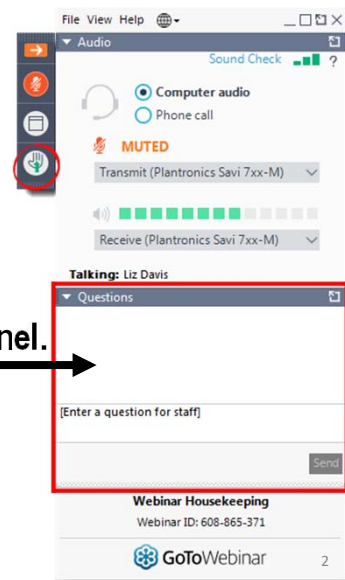 File View Help
Audio
Sound Check ?
Computer audio
Phone call
MUTED
Transmit (Plantronics Savi 7xx-M)
Receive (Plantronics Savi 7xx-M)
Talking: Liz Davis
Questions
nel.
[Enter a question for staff]
Send
Webinar Housekeeping
Webinar ID: 608-865-371
GoToWebinar
2